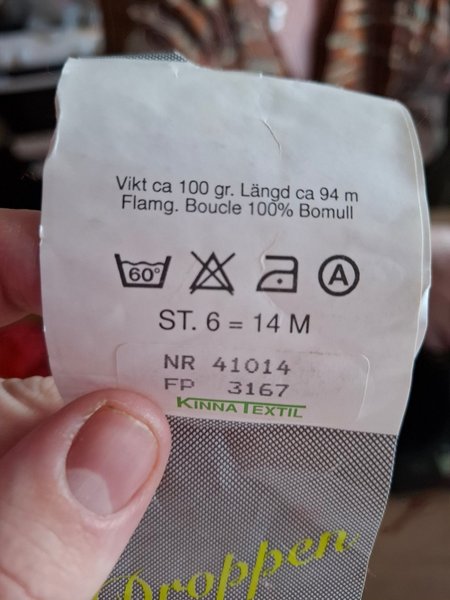 Vikt ca 100 gr. Längd ca 94 m
Flamg. Boucle 100% Bomull
60°
A
ST. 6 = 14 M
NR 41014
FP 3167
KINNA TEXTIL
Droppen